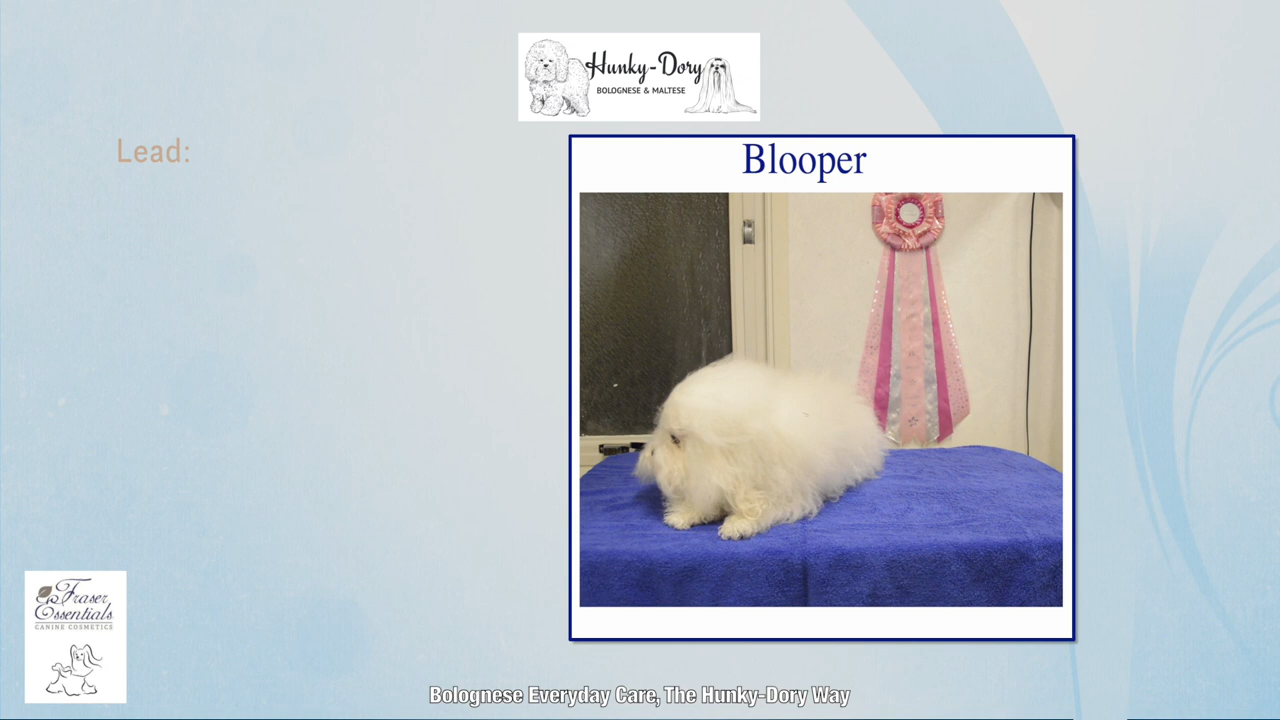 Hunky-Dory
BOLOGNESE & MALTESE
Lead:
Blooper
Fraser
Essentials
CANINE COSMETICS
Bolognese Everyday Care, The Hunky-Dory Way